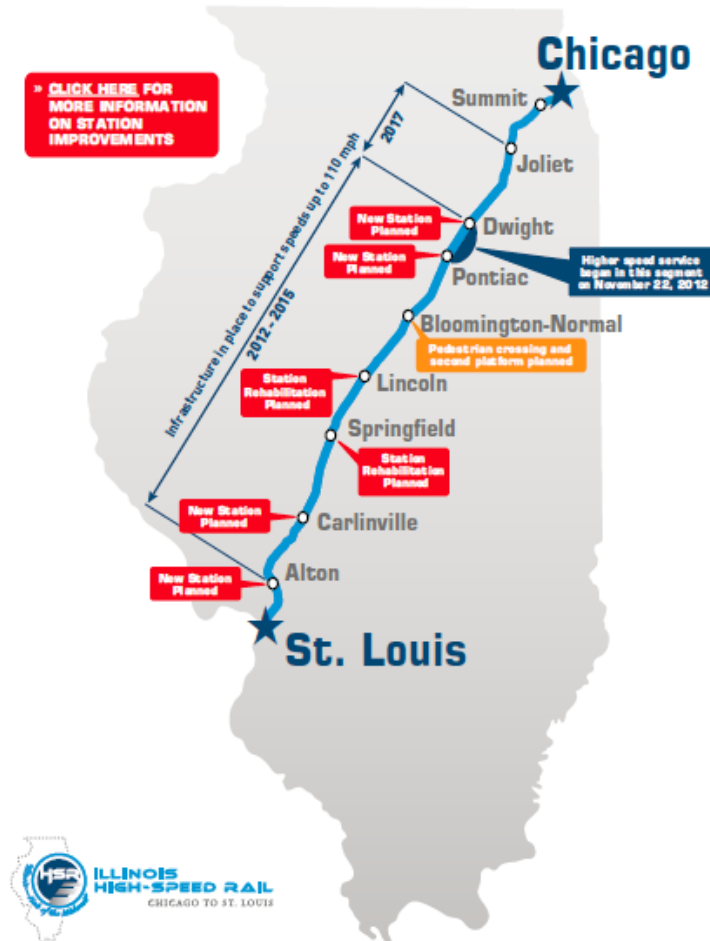 Chicago
» CLICK HERE FOR
MORE INFORMATION
ON STATION
IMPROVEMENTS
Summit
2017
Joliet
Infrastructure in place to support speeds up to 110 mph
2012 - 2015
New Station
Planned
Dwight
New Station
Planned
Pontiac
Higher speed service
began in this segment
on November 22, 2012
Bloomington-Normal
Pedestrian crossing and
second platform planned
Station
Rehabilitation
Planned
Lincoln
Springfield
Station
Rehabilitation
Planned
New Station
Planned
Carlinville
New Station
Planned
Alton
St. Louis
HSR
ILLINOIS
HIGH-SPEED RAIL
CHICAGO TO ST. LOUIS